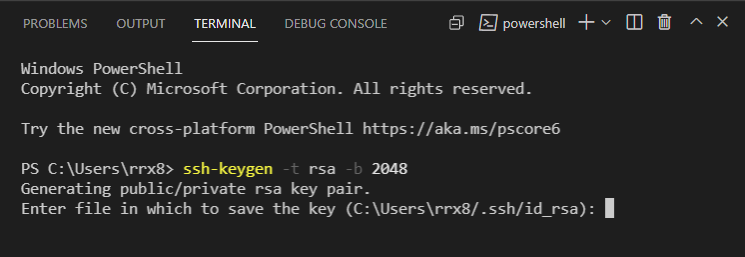 PROBLEMS OUTPUT TERMINAL DEBUG CONSOLE powershell
Windows PowerShell
Copyright (C) Microsoft Corporation. All rights reserved.
Try the new cross-platform PowerShell https://aka.ms/pscore6
PS C:\Users\rrx8> ssh-keygen -t rsa -b 2048
Generating public/private rsa key pair.
Enter file in which to save the key (C:\Users\rrx8/.ssh/id_rsa):